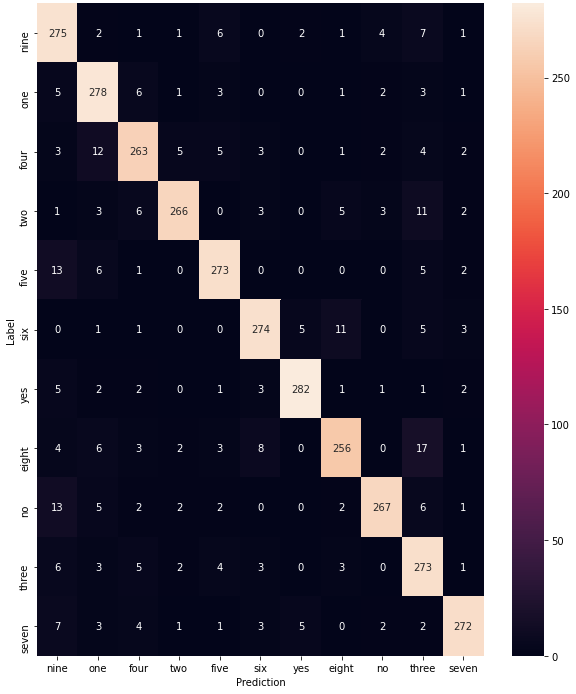 nine 275 2 1 1 6 0 2 1 4 7 1
one 5 278 6 1 3 0 0 1 2 3 1
four 3 12 263 5 5 3 0 1 2 4 2
two 1 3 6 266 0 3 0 5 3 11 2
five 13 6 1 0 273 0 0 0 0 5 2
six 0 1 1 0 0 274 5 11 0 5 3
yes 5 2 2 0 1 3 282 1 1 1 2
eight 4 6 3 2 3 8 0 256 0 17 1
no 13 5 2 2 2 0 0 2 267 6 1
three 6 3 5 2 4 3 0 3 0 273 1
seven 7 3 4 1 1 3 5 0 2 2 272
Label
nine one four two five six yes eight no three seven
Prediction
250
200
150
100
50
0